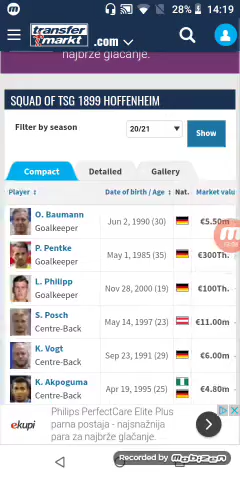 28% 14:19
transfer
markt .com
najbrže glačanje.
SQUAD OF TSG 1899 HOFFENHEIM
Filter by season
20/21
Show
Compact Detailed Gallery
Player Date of birth / Age Nat. Market valu
O. Baumann
Goalkeeper
Jun 2, 1990 (30) €5.50m
P. Pentke
Goalkeeper
May 1, 1985 (35) €300Th.
L. Philipp
Goalkeeper
Nov 28, 2000 (19) €100Th.
S. Posch
Centre-Back
May 14, 1997 (23) €11.00m
K. Vogt
Centre-Back
Sep 23, 1991 (29) €6.00m
K. Akpoguma
Centre-Back
Apr 19, 1995 (25) €4.80m
ekupi
Philips PerfectCare Elite Plus
parna postaja - najsnažnija
para za najbrže glačanje.
Recorded by Mobizen